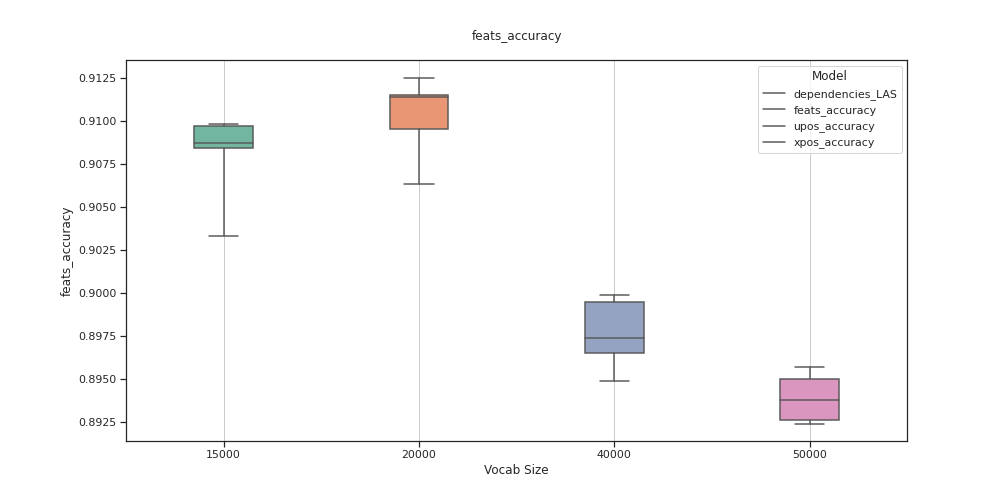 feats_accuracy
0.9125
0.9100
0.9075
0.9050
0.9025
0.9000
0.8975
0.8950
0.8925
feats_accuracy
Model
dependencies_LAS
feats_accuracy
upos_accuracy
xpos_accuracy
15000
20000
40000
50000
Vocab Size